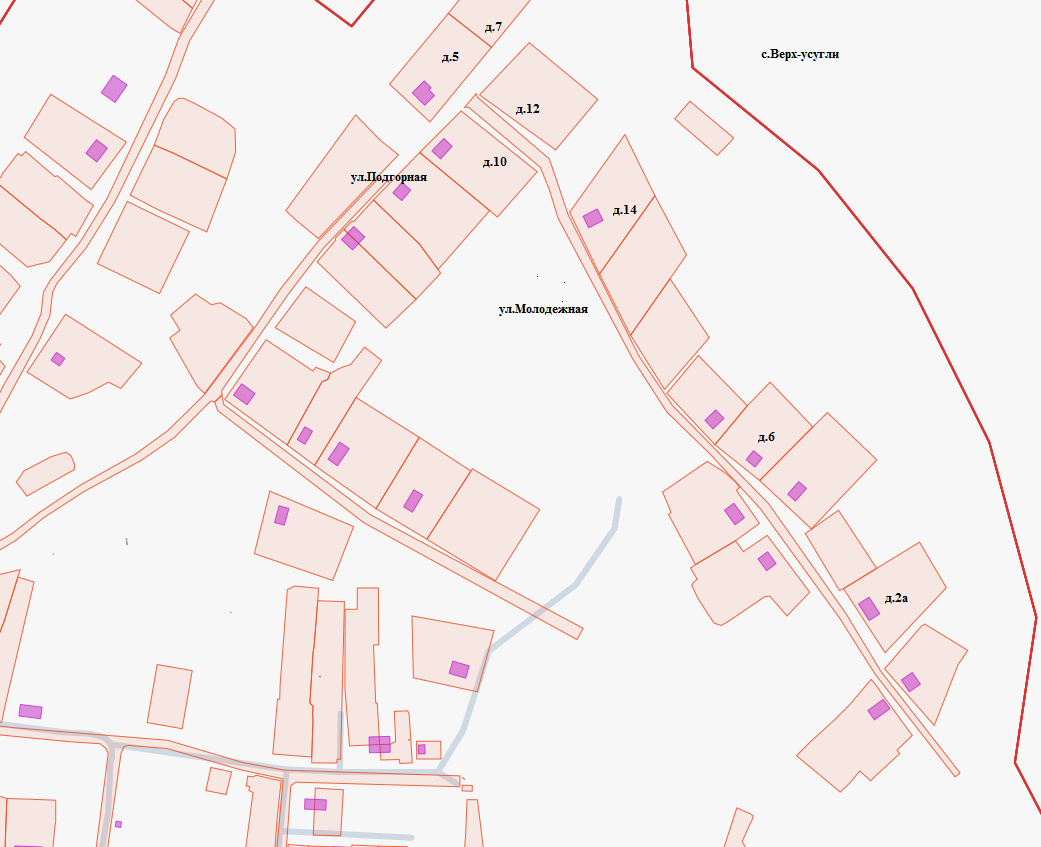 д.7
с.Верх-усугли
д.5
д.12
д.10
ул.Подгорная
д.14
ул.Молодежная
д.6
д.2а